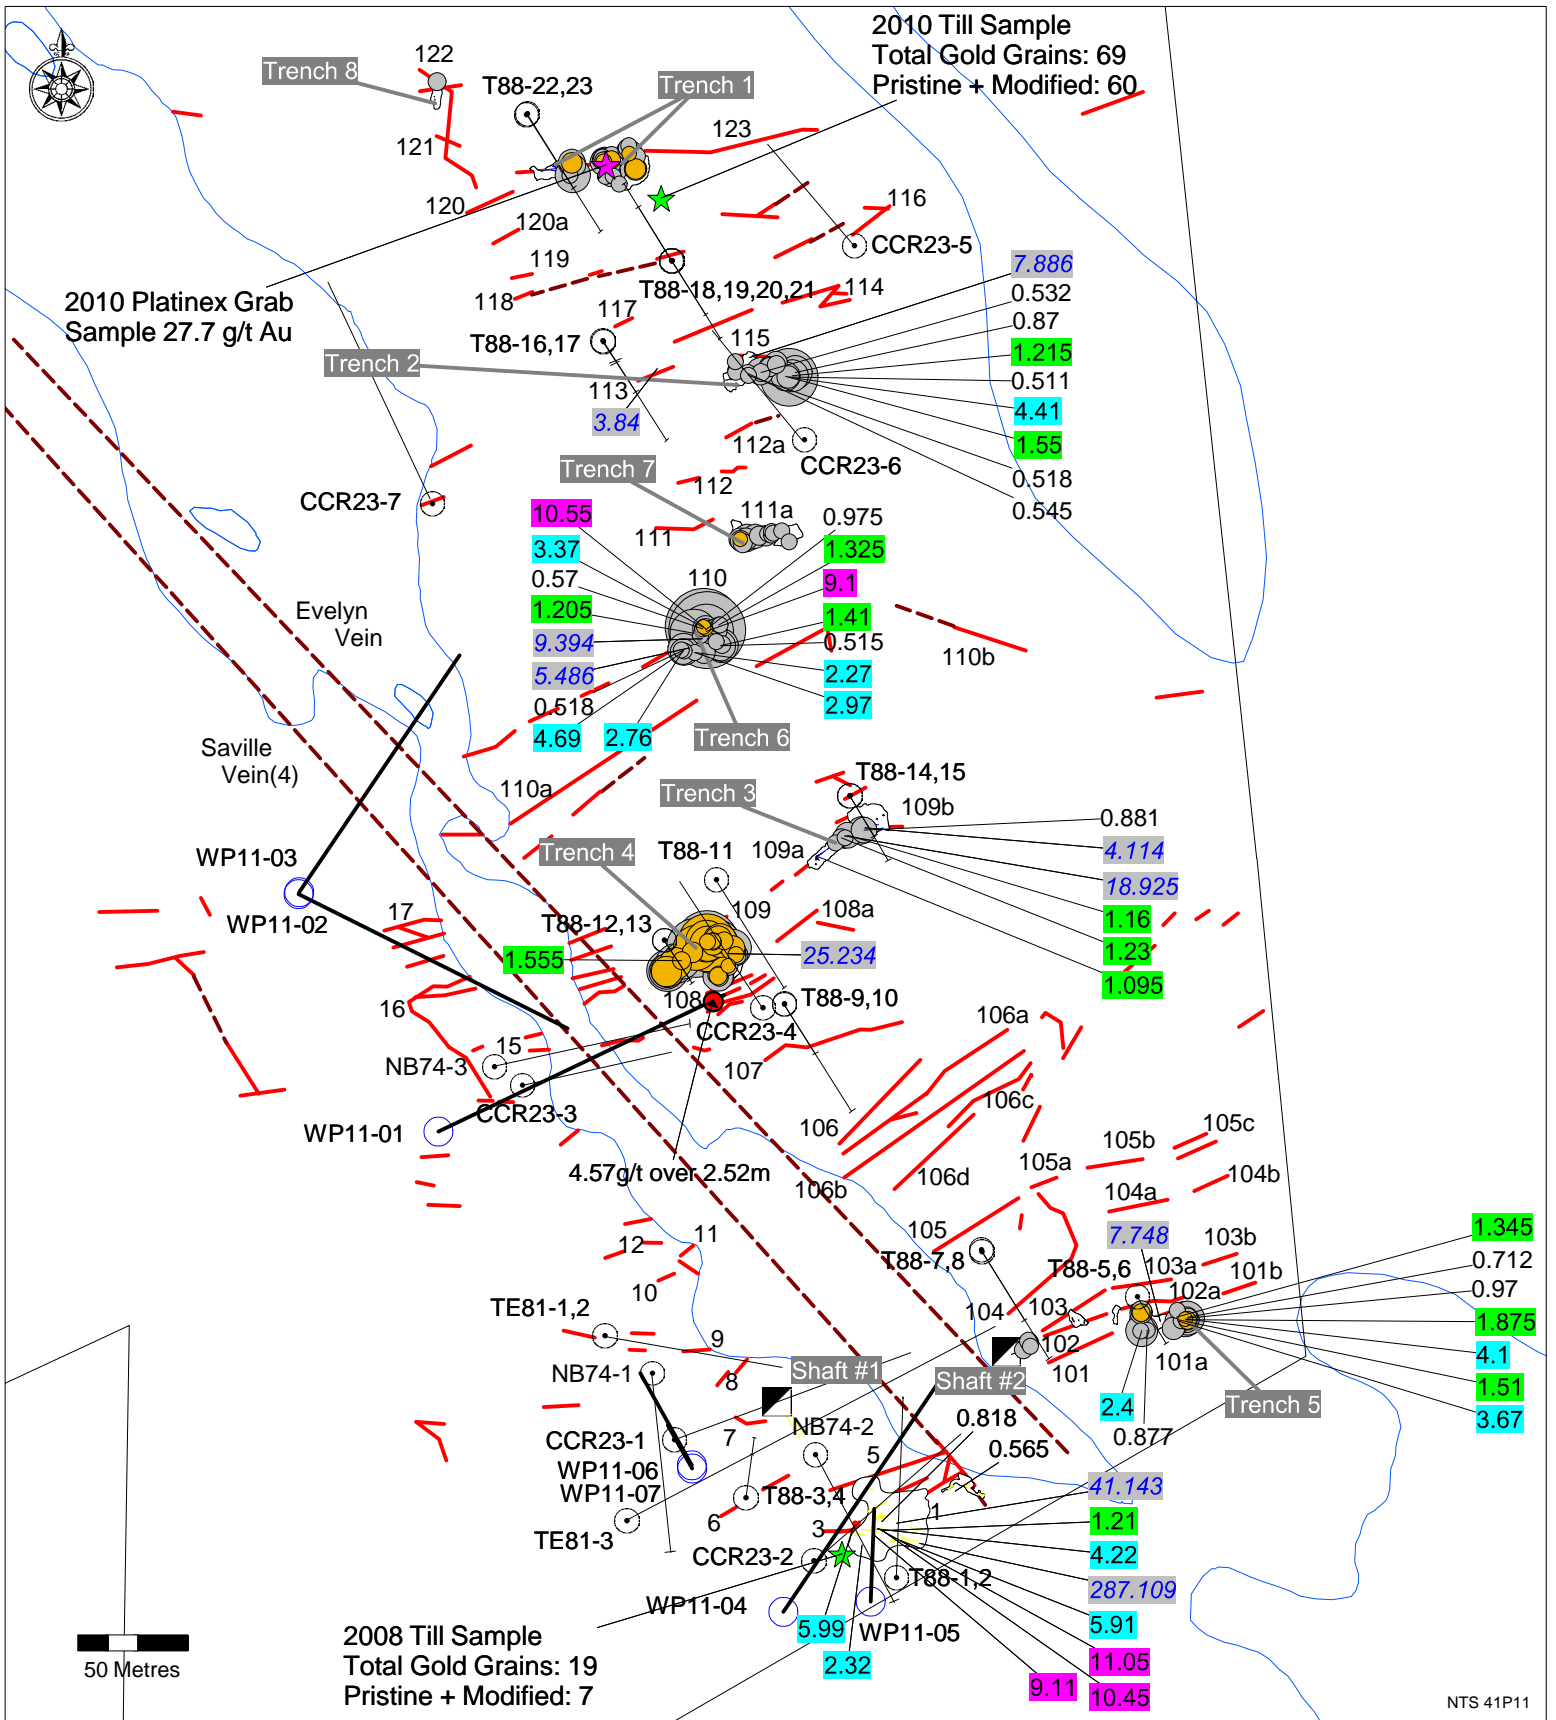 2010 Till Sample
Total Gold Grains: 69
Pristine + Modified: 60
122
Trench 8
T88-22,23
Trench 1
123
121
120
120a
116
CCR23-5
119
7.886
118
T88-18,19,20,21
114
0.532
2010 Platinex Grab
Sample 27.7 g/t Au
117
0.87
T88-16,17
115
1.215
Trench 2
0.511
113
3.84
4.41
112a
1.55
CCR23-6
Trench 7
0.518
112
CCR23-7
0.545
10.55
111a
0.975
111
3.37
1.325
0.57
110
9.1
Evelyn
Vein
1.205
1.41
9.394
0.515
110b
5.486
2.27
0.518
2.97
4.69
2.76
Trench 6
Saville
Vein(4)
T88-14,15
110a
Trench 3
109b
0.881
Trench 4
T88-11
109a
4.114
WP11-03
18.925
109
108a
WP11-02
17
T88-12,13
1.16
1.555
25.234
1.23
1.095
16
108
T88-9,10
CCR23-4
106a
15
NB74-3
107
CCR23-3
106c
WP11-01
106
105c
105b
4.57g/t over 2.52m
106b
106d
105a
104b
104a
11
12
105
7.748
103b
1.345
T88-7,8
T88-5,6
103a
0.712
10
101b
102a
0.97
TE81-1,2
104
103
1.875
9
102
4.1
NB74-1
Shaft #1
101
101a
8
Shaft #2
1.51
2.4
Trench 5
3.67
0.818
0.877
7
NB74-2
CCR23-1
0.565
5
WP11-06
41.143
WP11-07
T88-3,4
1
6
3
1.21
TE81-3
4.22
CCR23-2
T88-1,2
287.109
WP11-04
5.99
WP11-05
5.91
2.32
11.05
9.11
10.45
2008 Till Sample
Total Gold Grains: 19
Pristine + Modified: 7
50 Metres
NTS 41P11